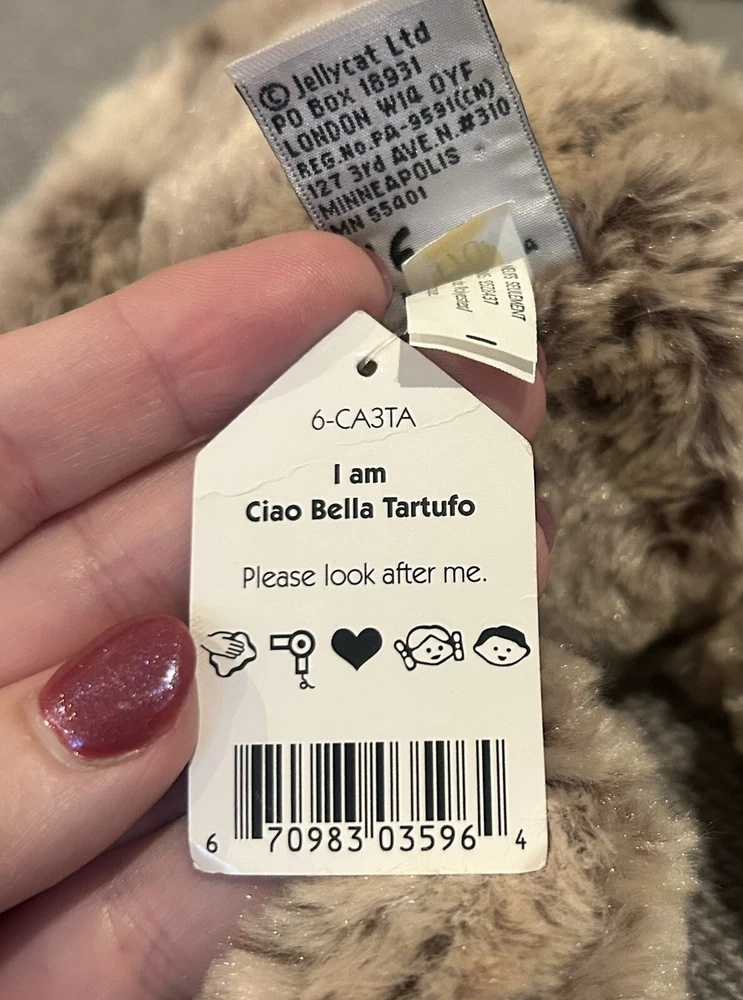 © Jellycat Ltd
PO BOX 18931
LONDON W14 0YF
REG.No.PA-9591(CN)
127 3rd AVE.N.#310
MINNEAPOLIS
MN 55401
6-CA3TA
I am
Ciao Bella Tartufo
Please look after me.
6 70983 03596 4